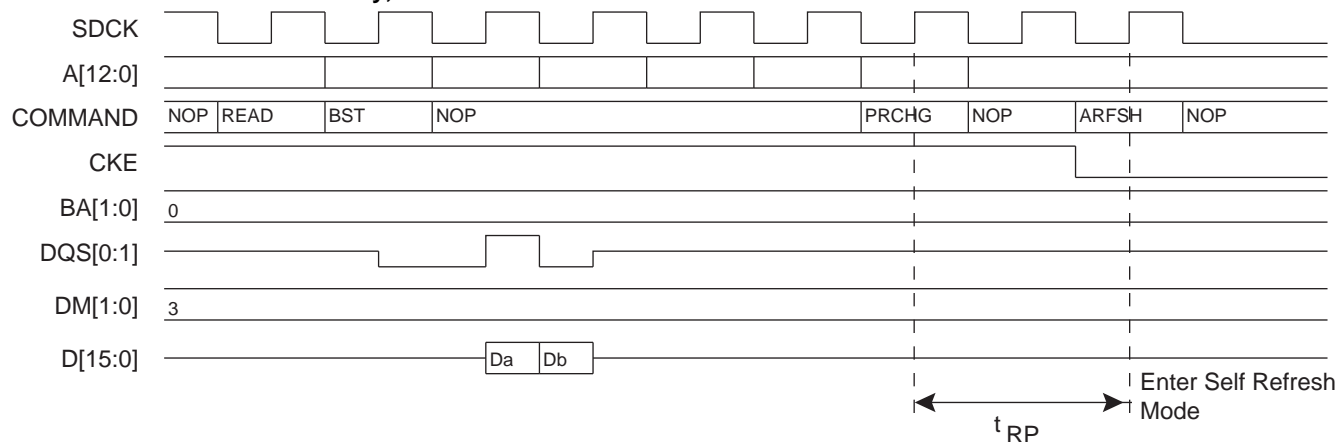 SDCK
A[12:0]
COMMAND NOP READ BST NOP PRCHG NOP ARFSH NOP
CKE
BA[1:0] 0
DQS[0:1]
DM[1:0] 3
D[15:0] Da Db
Enter Self Refresh
Mode
t RP